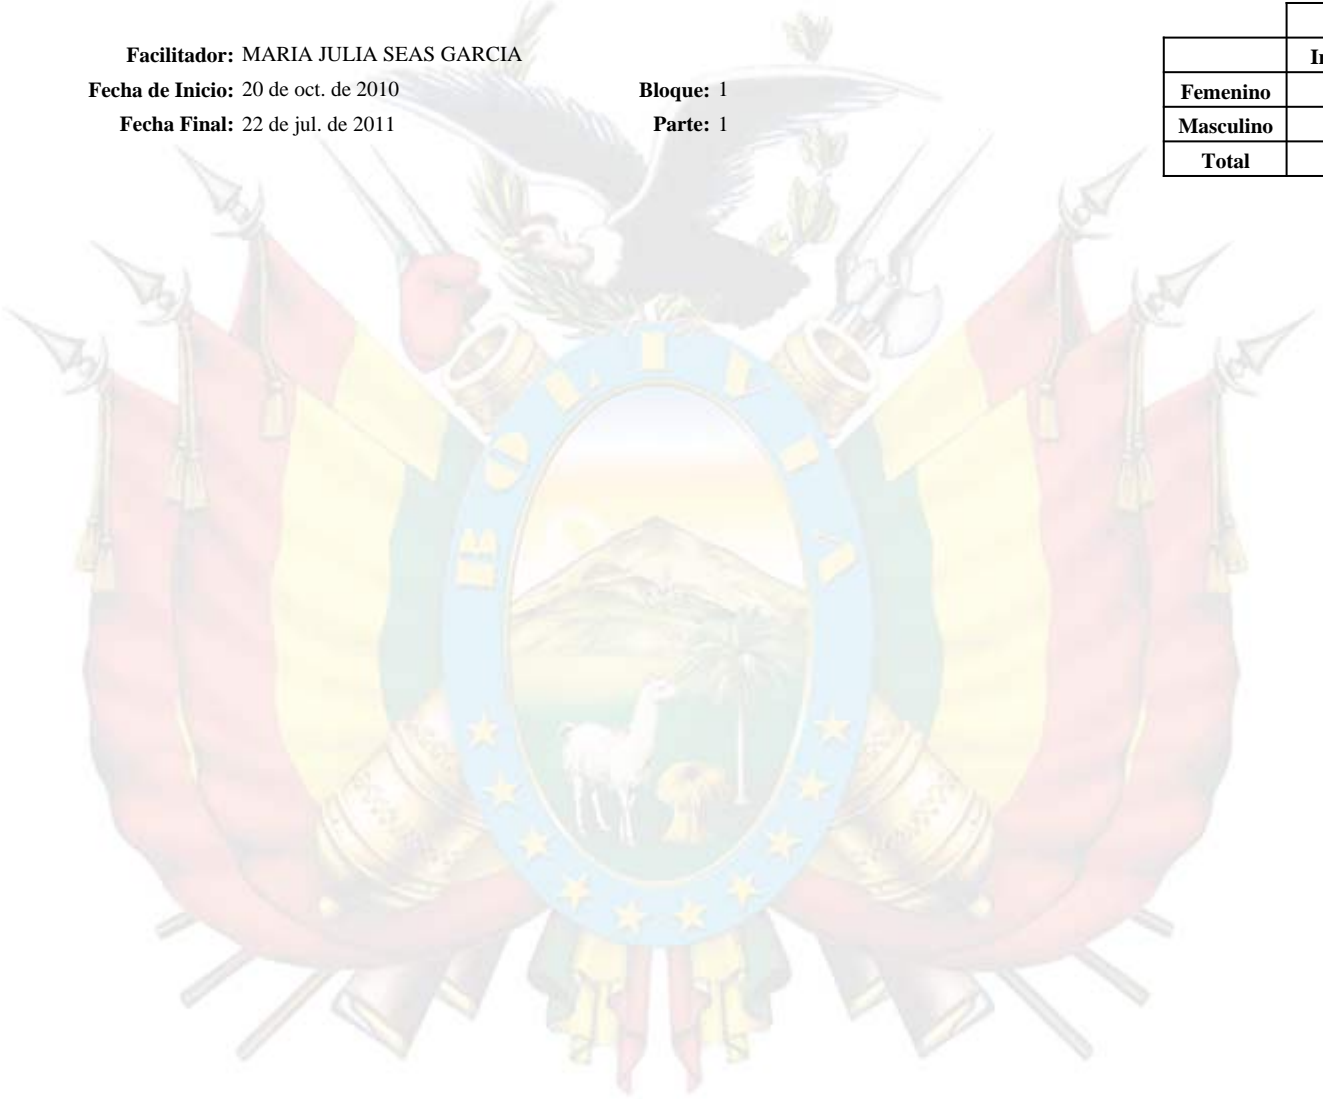 Facilitador: MARIA JULIA SEAS GARCIA
Fecha de Inicio: 20 de oct. de 2010
Bloque: 1
Fecha Final: 22 de jul. de 2011
Parte: 1
Femenino
Masculino
Total
BOLIVIA